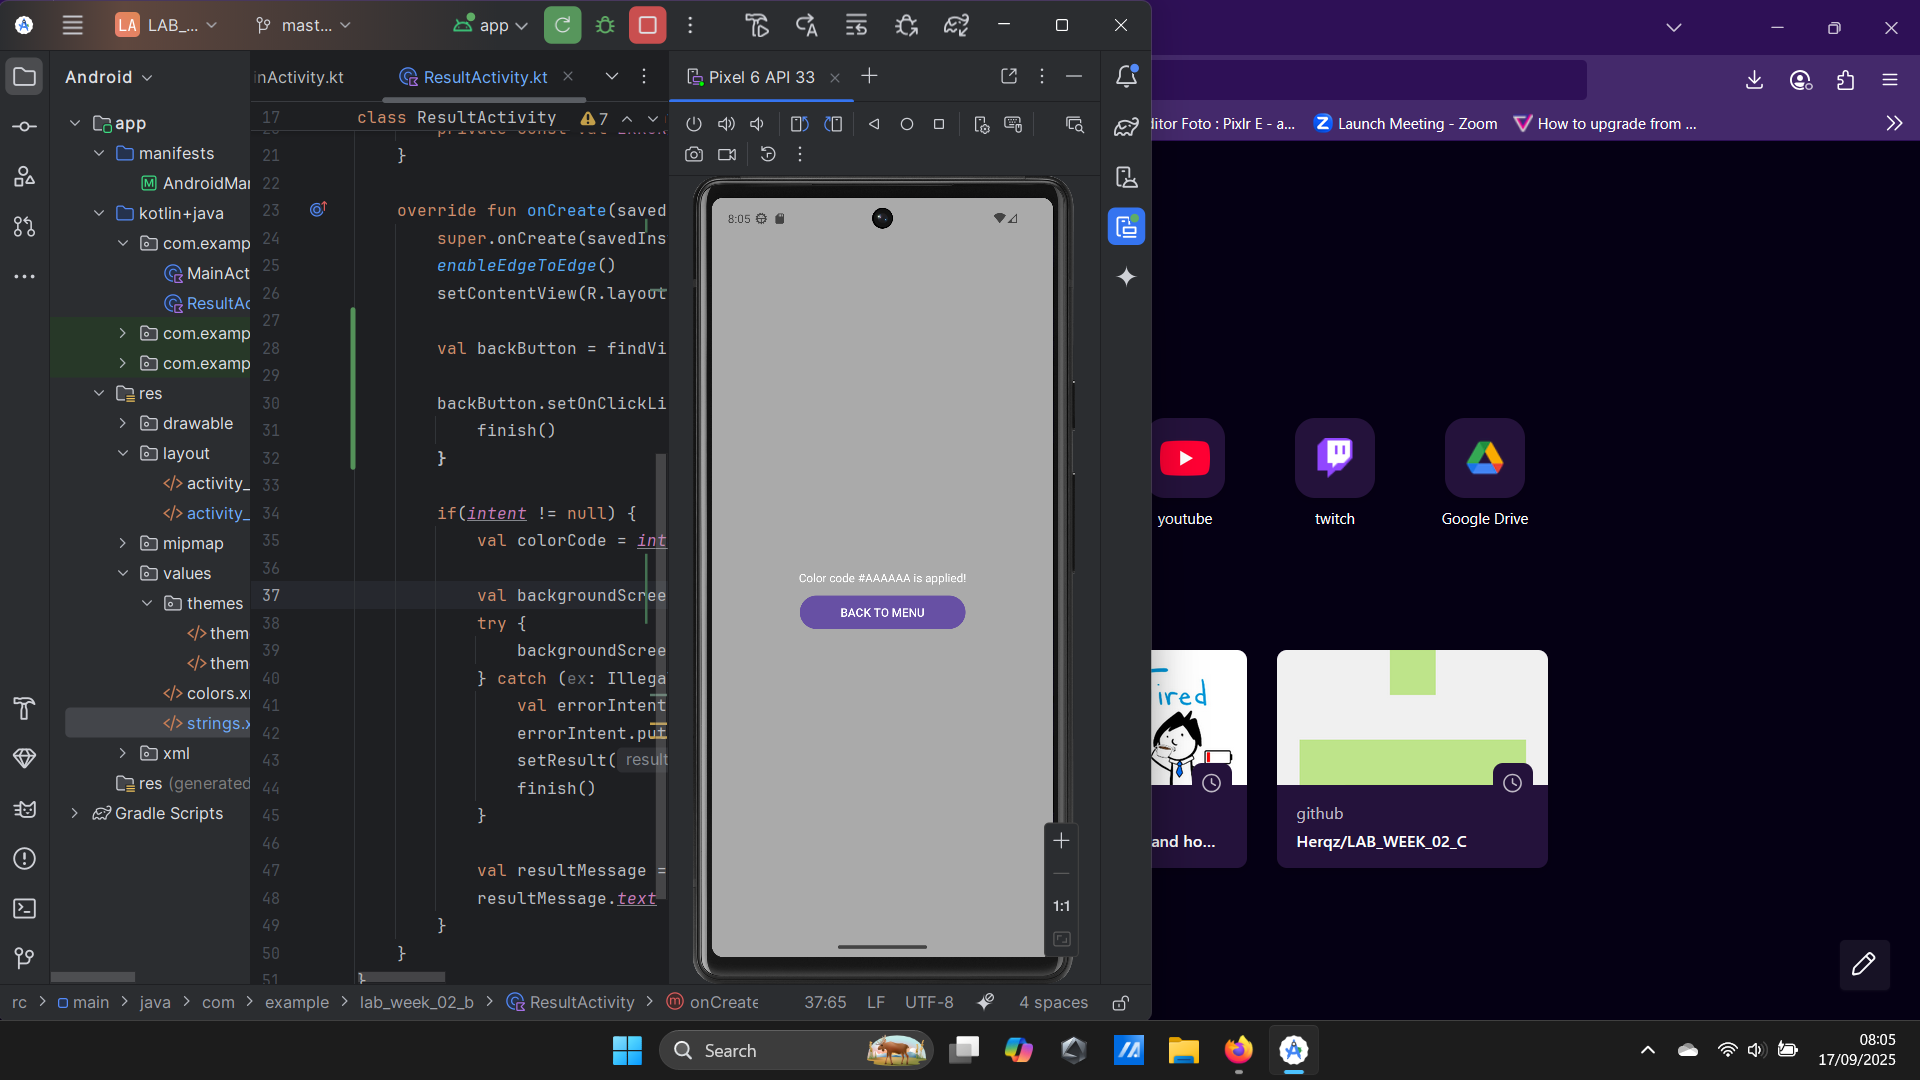 LA LAB_...
mast...
app
Android
inActivity.kt
ResultActivity.kt
Pixel 6 API 33
itor Foto : Pixlr E - a...
Launch Meeting - Zoom
How to upgrade from ...
app
manifests
AndroidMa
kotlin+java
com.examp
MainAct
ResultAc
com.examp
com.examp
res
drawable
layout
activity_
activity_
mipmap
values
themes
them
them
colors.x
strings.x
xml
res (generated
Gradle Scripts
17 class ResultActivity 7
21 }
22
23 override fun onCreate(saved
24 super.onCreate(savedIns
25 enableEdgeToEdge()
26 setContentView(R.layout
27
28 val backButton = findVi
29
30 backButton.setOnClickLi
31 finish()
32 }
33
34 if(intent != null) {
35 val colorCode = int
36
37 val backgroundScree
38 try {
39 backgroundScree
40 } catch (ex: Illega
41 val errorIntent
42 errorIntent.put
43 setResult( result
44 finish()
45 }
46
47 val resultMessage =
48 resultMessage.text
49 }
50 }
51 }
8:05
Color code #AAAAAA is applied!
BACK TO MENU
1:1
youtube
twitch
Google Drive
ired
and ho...
github
Herqz/LAB_WEEK_02_C
rc
main
java
com
example
lab_week_02_b
ResultActivity
onCreate
37:65
LF
UTF-8
4 spaces
Search
08:05
17/09/2025